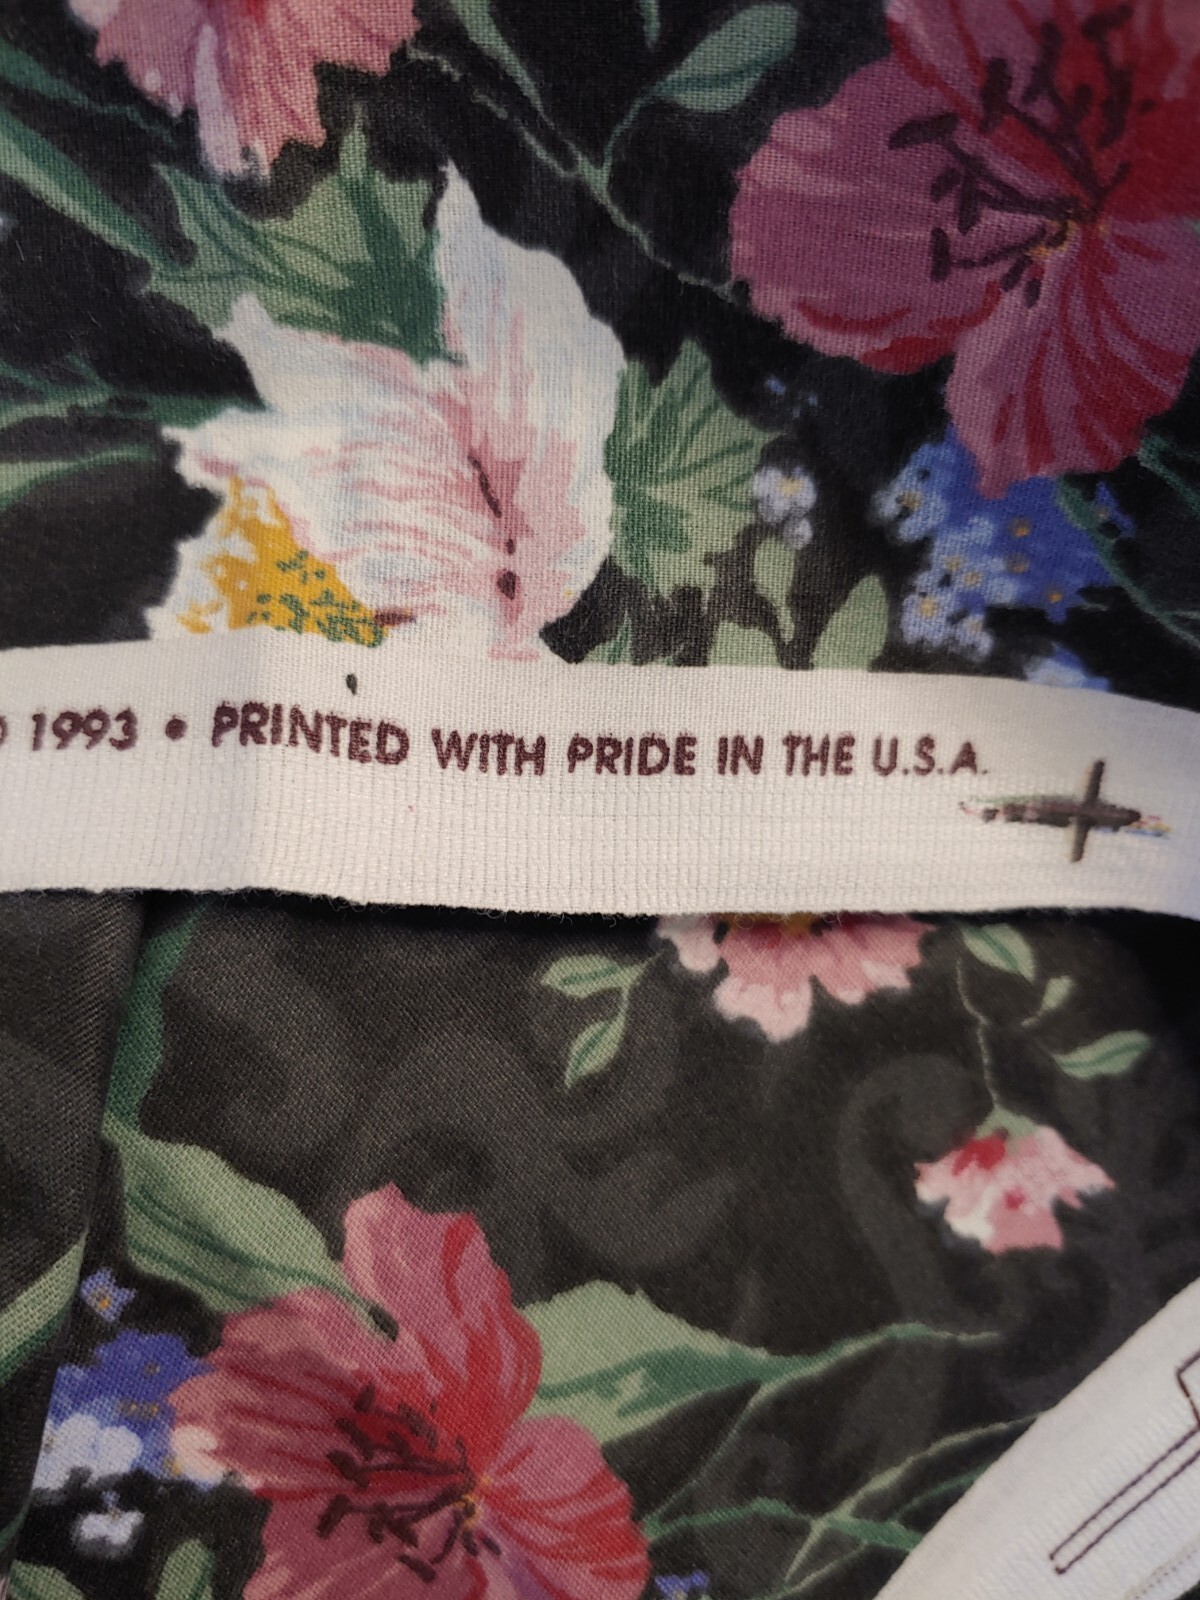 1993 • PRINTED WITH PRIDE IN THE U.S.A.